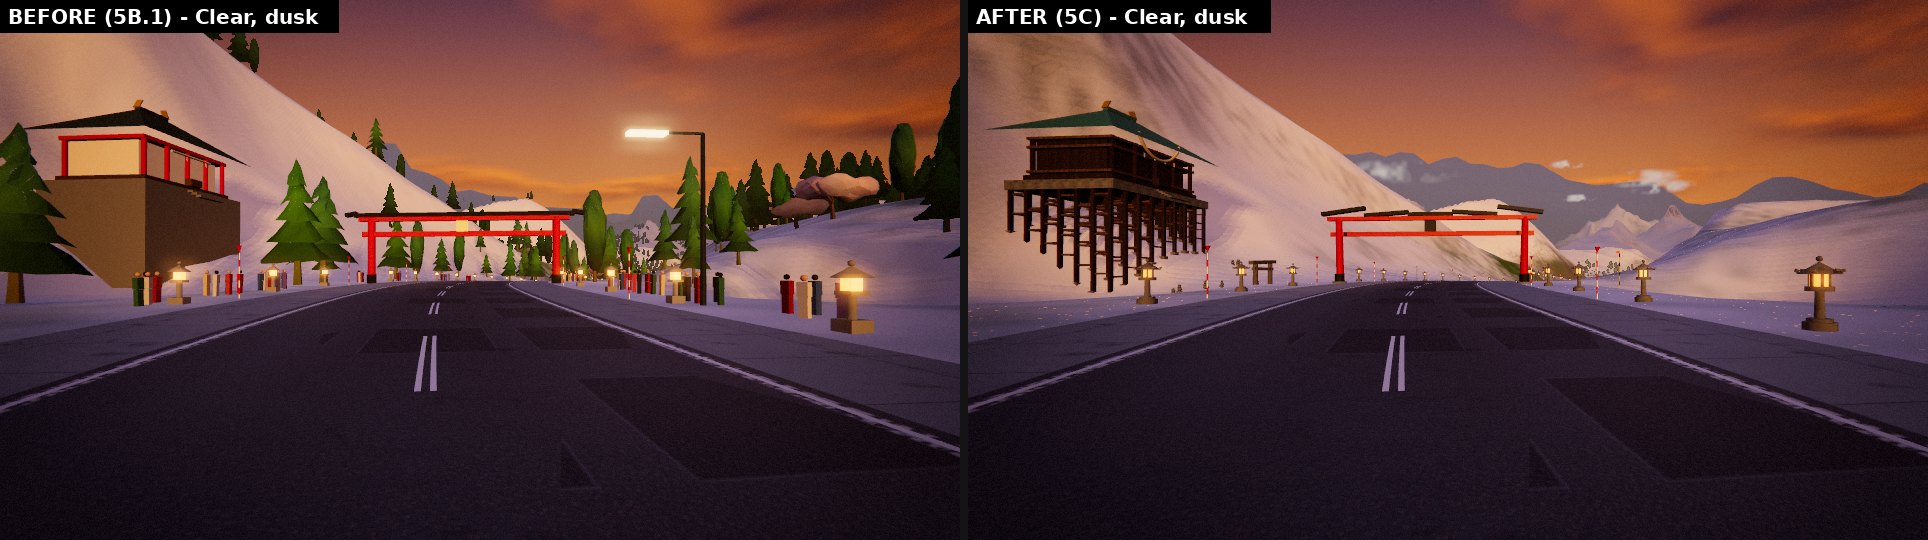 BEFORE (5B.1) - Clear, dusk
AFTER (5C) - Clear, dusk